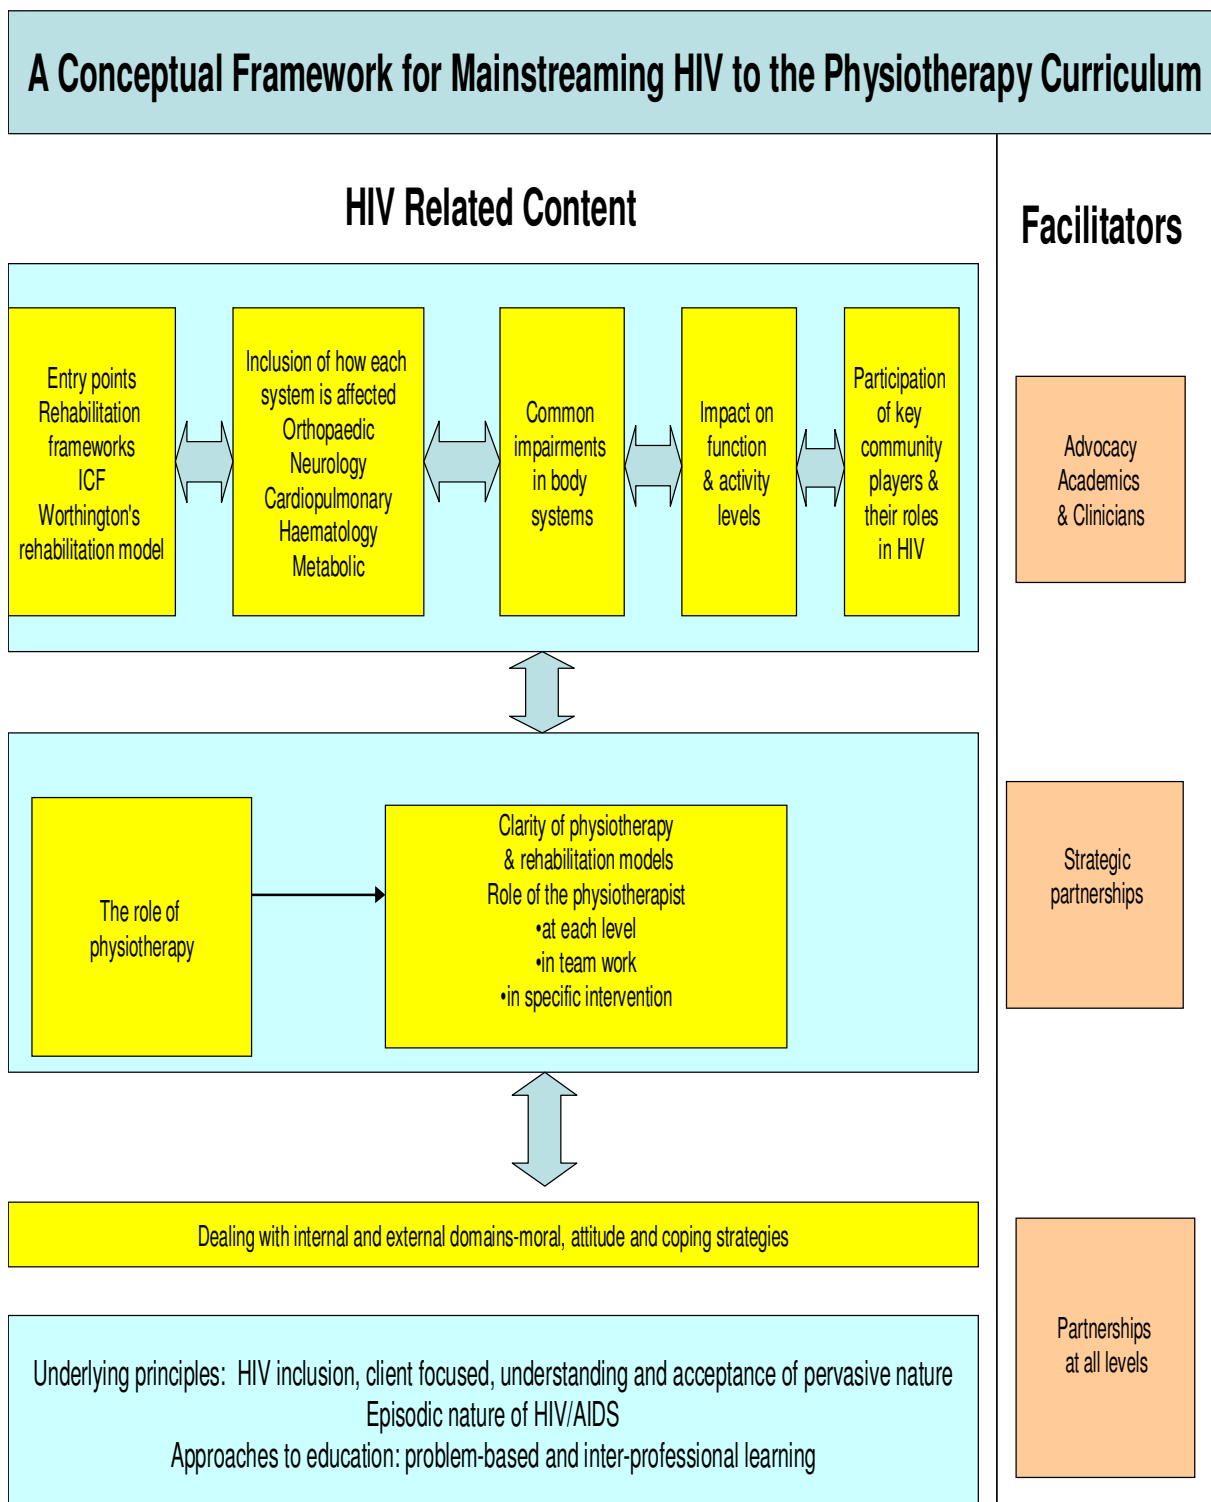 A Conceptual Framework for Mainstreaming HIV to the Physiotherapy Curriculum
HIV Related Content
Entry points
Rehabilitation
frameworks
ICF
Worthington's
rehabilitation model
Inclusion of how each
system is affected
Orthopaedic
Neurology
Cardiopulmonary
Haematology
Metabolic
Common
impairments
in body
systems
Impact on
function
& activity
levels
Participation
of key
community
players &
their roles
in HIV
The role of
physiotherapy
Clarity of physiotherapy
& rehabilitation models
Role of the physiotherapist
•at each level
•in team work
•in specific intervention
Dealing with internal and external domains-moral, attitude and coping strategies
Underlying principles: HIV inclusion, client focused, understanding and acceptance of pervasive nature
Episodic nature of HIV/AIDS
Approaches to education: problem-based and inter-professional learning
Facilitators
Advocacy
Academics
& Clinicians
Strategic
partnerships
Partnerships
at all levels